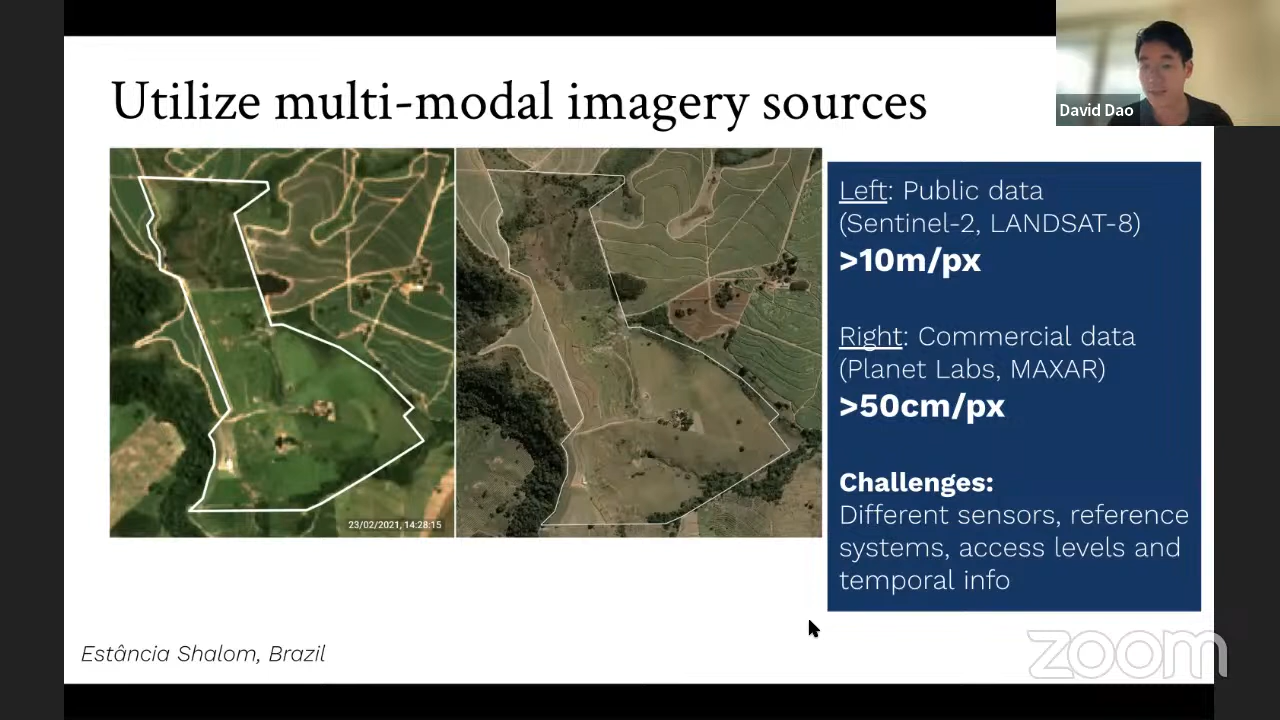 Utilize multi-modal imagery sources
David Dao
Left: Public data
(Sentinel-2, LANDSAT-8)
>10m/px
Right: Commercial data
(Planet Labs, MAXAR)
>50cm/px
Challenges:
Different sensors, reference
systems, access levels and
temporal info
23/02/2021, 14:28:15
Estância Shalom, Brazil
zoom